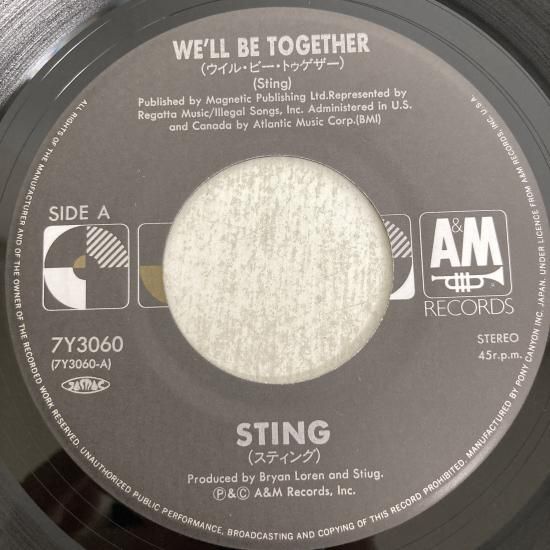 WE'LL BE TOGETHER
(ウイル・ビー・トゥゲザー)
(Sting)
Published by Magnetic Publishing Ltd.Represented by
Regatta Music/Illegal Songs, Inc. Administered in U.S.
and Canada by Atlantic Music Corp.(BMI)
SIDE A
A&M
RECORDS
7Y3060
(7Y3060-A)
JASRAC
STEREO
45r.p.m.
STING
(スティング)
Produced by Bryan Loren and Stiug.
Ⓟ&© A&M Records, Inc.
ALL RIGHTS OF THE MANUFACTURER AND OF THE OWNER OF THE RECORDED WORK RESERVED. UNAUTHORIZED PUBLIC PERFORMANCE, BROADCASTING AND COPYING OF THIS RECORD PROHIBITED. MANUFACTURED BY PONY CANYON INC. JAPAN, UNDER LICENCE FROM A&M RECORDS, INC. U.S.A